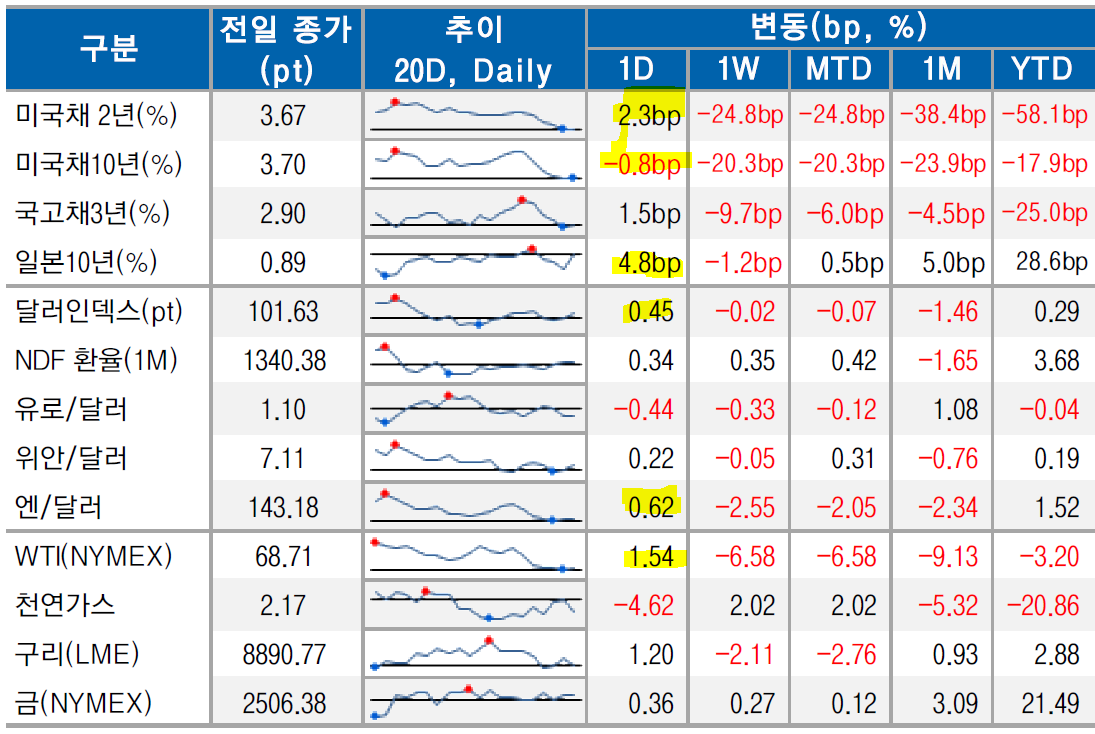 구분 전일 종가 (pt) 추이 20D, Daily 변동(bp, %)
1D 1W MTD 1M YTD
미국채 2년(%) 3.67 2.3bp -24.8bp -24.8bp -38.4bp -58.1bp
미국채10년(%) 3.70 -0.8bp -20.3bp -20.3bp -23.9bp -17.9bp
국고채3년(%) 2.90 1.5bp -9.7bp -6.0bp -4.5bp -25.0bp
일본10년(%) 0.89 4.8bp -1.2bp 0.5bp 5.0bp 28.6bp
달러인덱스(pt) 101.63 0.45 -0.02 -0.07 -1.46 0.29
NDF 환율(1M) 1340.38 0.34 0.35 0.42 -1.65 3.68
유로/달러 1.10 -0.44 -0.33 -0.12 1.08 -0.04
위안/달러 7.11 0.22 -0.05 0.31 -0.76 0.19
엔/달러 143.18 0.62 -2.55 -2.05 -2.34 1.52
WTI(NYMEX) 68.71 1.54 -6.58 -6.58 -9.13 -3.20
천연가스 2.17 -4.62 2.02 2.02 -5.32 -20.86
구리(LME) 8890.77 1.20 -2.11 -2.76 0.93 2.88
금(NYMEX) 2506.38 0.36 0.27 0.12 3.09 21.49